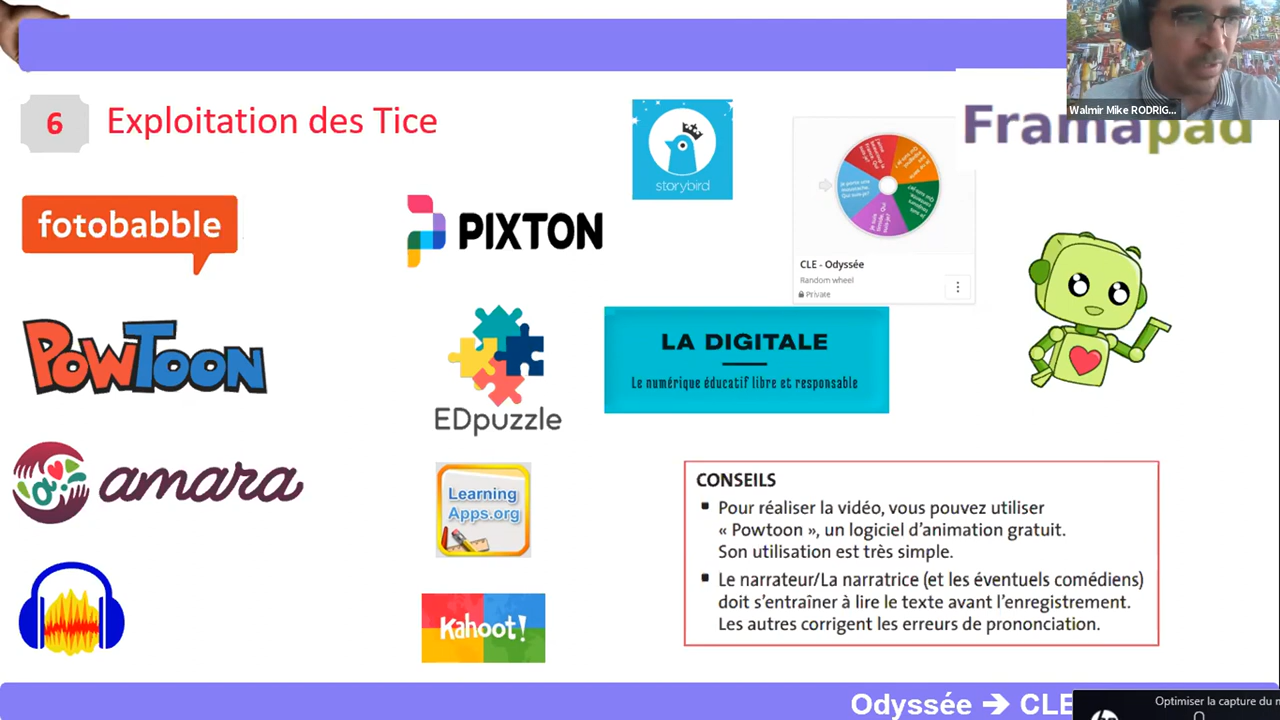 Walmir Mike RODRIG...
6
Exploitation des Tice
storybird
Framapad
fotobabble
PIXTON
CLE - Odyssée
Random wheel
Private
PowToon
LA DIGITALE
Le numérique éducatif libre et responsable
EDpuzzle
amara
Learning
Apps.org
CONSEILS
▪ Pour réaliser la vidéo, vous pouvez utiliser
« Powtoon », un logiciel d'animation gratuit.
Son utilisation est très simple.
▪ Le narrateur/La narratrice (et les éventuels comédiens)
doit s'entraîner à lire le texte avant l'enregistrement.
Les autres corrigent les erreurs de prononciation.
Kahoot!
Odyssée → CLE
Optimiser la capture du
hp